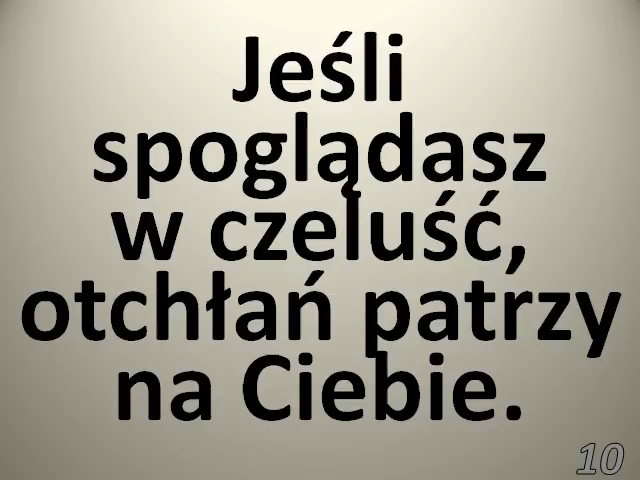 Jeśli
spoglądasz
w czeluść,
otchłań patrzy
na Ciebie.
10